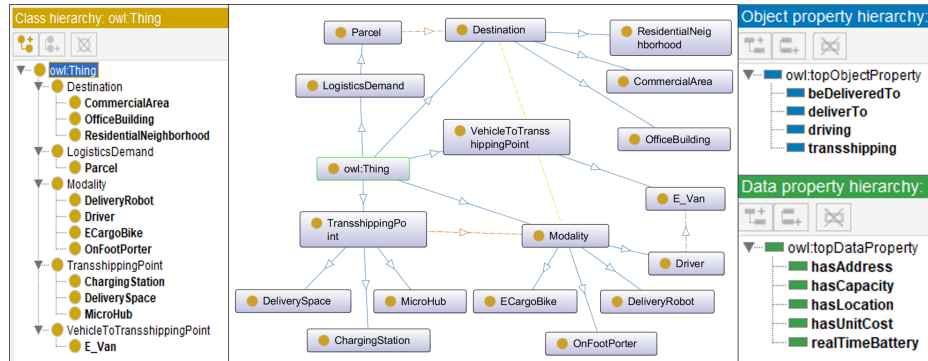 Class hierarchy: owl:Thing
owl:Thing
Destination
CommercialArea
OfficeBuilding
ResidentialNeighborhood
LogisticsDemand
Parcel
Modality
DeliveryRobot
Driver
ECargoBike
OnFootPorter
TransshippingPoint
ChargingStation
DeliverySpace
MicroHub
VehicleToTransshippingPoint
E_Van
Parcel
Destination
ResidentialNeig
hborhood
LogisticsDemand
CommercialArea
VehicleToTranss
hippingPoint
OfficeBuilding
owl:Thing
E_Van
TransshippingPo
int
Modality
Driver
DeliverySpace
MicroHub
ECargoBike
DeliveryRobot
ChargingStation
OnFootPorter
Object property hierarchy:
owl:topObjectProperty
beDeliveredTo
deliverTo
driving
transshipping
Data property hierarchy:
owl:topDataProperty
hasAddress
hasCapacity
hasLocation
hasUnitCost
realTimeBattery